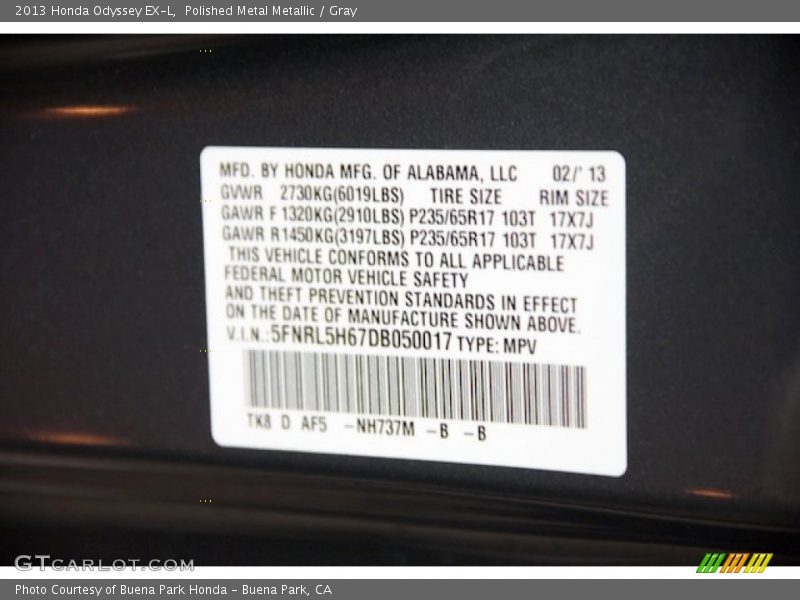 2013 Honda Odyssey EX-L, Polished Metal Metallic / Gray
MFD. BY HONDA MFG. OF ALABAMA, LLC 02/' 13
GVWR 2730KG(6019LBS) TIRE SIZE RIM SIZE
GAWR F 1320KG(2910LBS) P235/65R17 103T 17X7J
GAWR R1450KG(3197LBS) P235/65R17 103T 17X7J
THIS VEHICLE CONFORMS TO ALL APPLICABLE
FEDERAL MOTOR VEHICLE SAFETY
AND THEFT PREVENTION STANDARDS IN EFFECT
ON THE DATE OF MANUFACTURE SHOWN ABOVE.
V.I.N.:5FNRL5H67DB050017 TYPE: MPV
TK8 D AF5 -NH737M -B -B
GTCARLOT.COM
Photo Courtesy of Buena Park Honda - Buena Park, CA